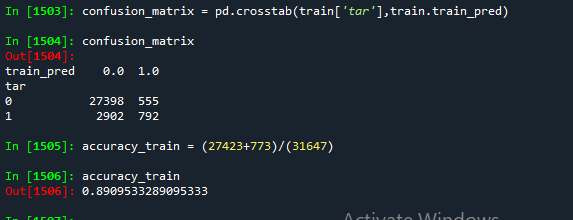 In [1503]: confusion_matrix = pd.crosstab(train['tar'],train.train_pred)
In [1504]: confusion_matrix
Out[1504]:
train_pred 0.0 1.0
tar
0 27398 555
1 2902 792
In [1505]: accuracy_train = (27423+773)/(31647)
In [1506]: accuracy_train
Out[1506]: 0.8909533289095333
Activate Windows